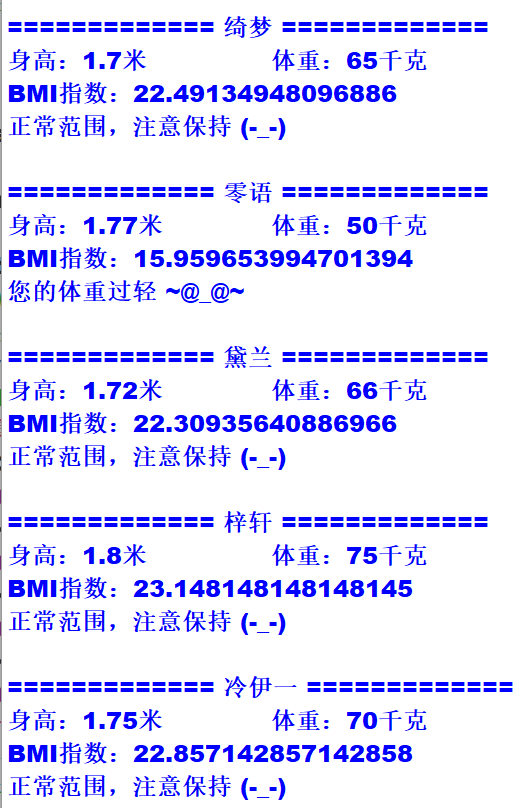 ============= 绮梦 =============
身高：1.7米 体重：65千克
BMI指数：22.49134948096886
正常范围，注意保持 (-_-)
============= 零语 =============
身高：1.77米 体重：50千克
BMI指数：15.959653994701394
您的体重过轻 ~@_@~
============= 黛兰 =============
身高：1.72米 体重：66千克
BMI指数：22.30935640886966
正常范围，注意保持 (-_-)
============= 梓轩 =============
身高：1.8米 体重：75千克
BMI指数：23.148148148148145
正常范围，注意保持 (-_-)
============= 冷伊一 =============
身高：1.75米 体重：70千克
BMI指数：22.857142857142858
正常范围，注意保持 (-_-)